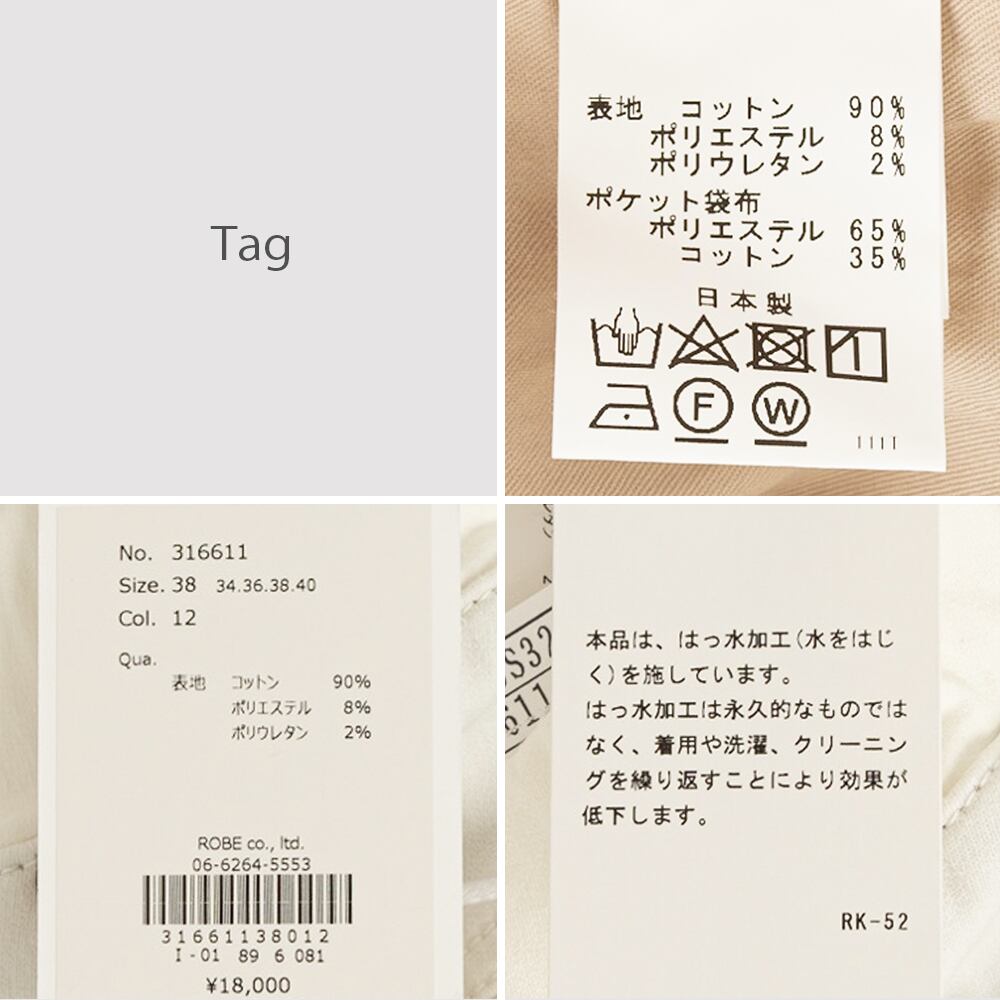 Tag
表地 コットン 90%
ポリエステル 8%
ポリウレタン 2%
ポケット袋布
ポリエステル 65%
コットン 35%
日本製
F W
1111
No. 316611
Size. 38 34.36.38.40
Col. 12
Qua.
表地 コットン 90%
ポリエステル 8%
ポリウレタン 2%
ROBE co., ltd.
06-6264-5553
31661138012
I-01 89 6 081
¥18,000
S32
611
本品は、はっ水加工(水をはじ
く)を施しています。
はっ水加工は永久的なものでは
なく、着用や洗濯、クリーニン
グを繰り返すことにより効果が
低下します。
RK-52